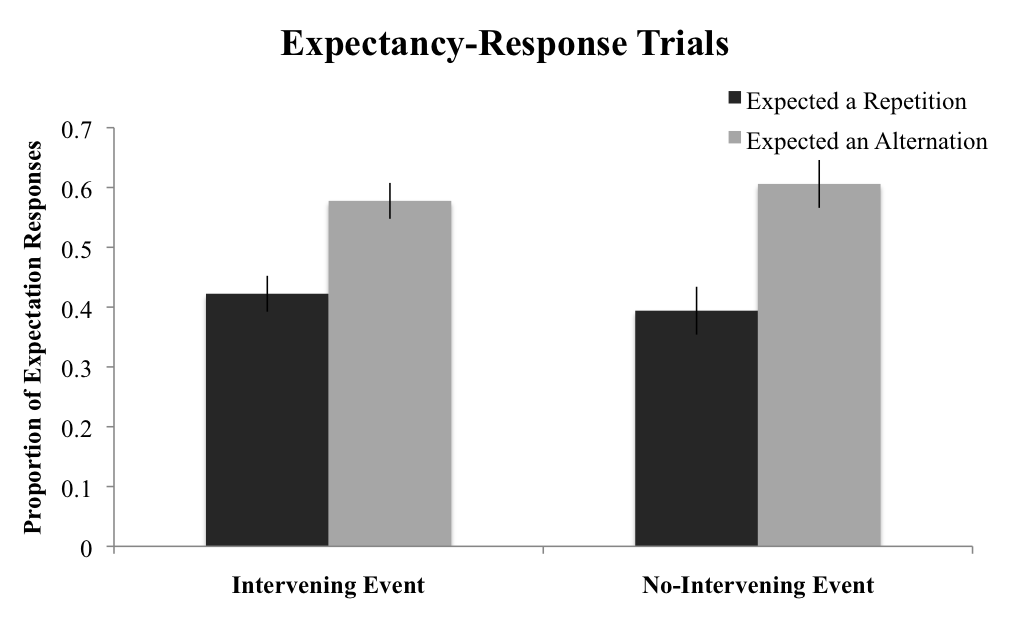 Expectancy-Response Trials
Expected a Repetition
Expected an Alternation
Proportion of Expectation Responses
0.7
0.6
0.5
0.4
0.3
0.2
0.1
0
Intervening Event
No-Intervening Event